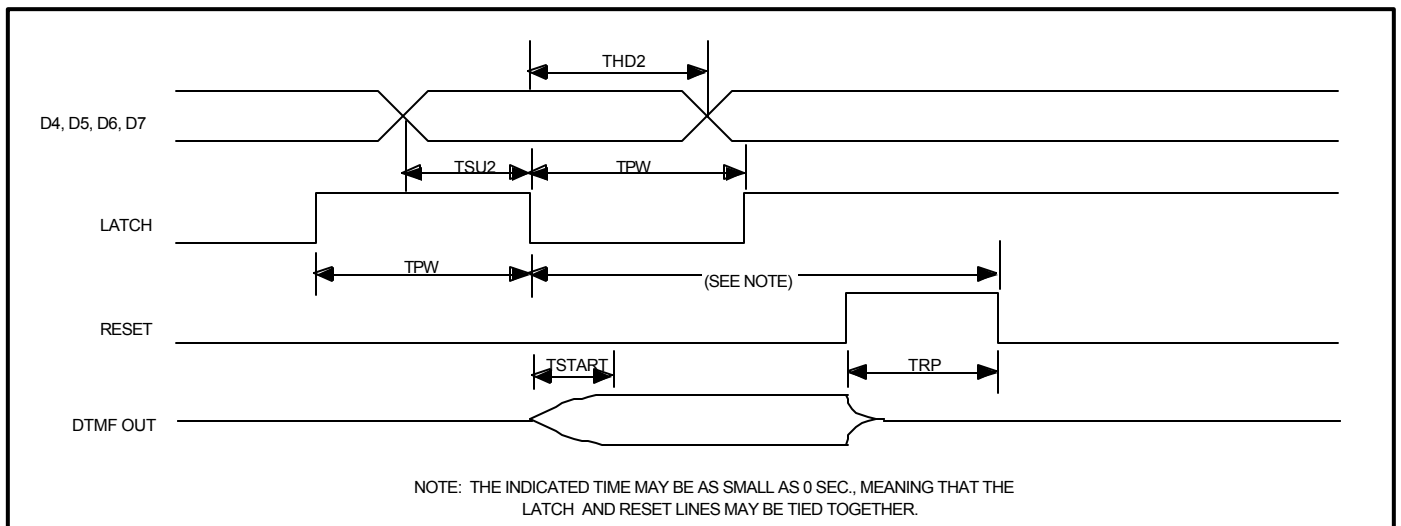 THD2
D4, D5, D6, D7
TSU2
TPW
LATCH
TPW
(SEE NOTE)
RESET
TSTART
TRP
DTMF OUT
NOTE:  THE INDICATED TIME MAY BE AS SMALL AS 0 SEC., MEANING THAT THE
LATCH  AND RESET LINES MAY BE TIED TOGETHER.